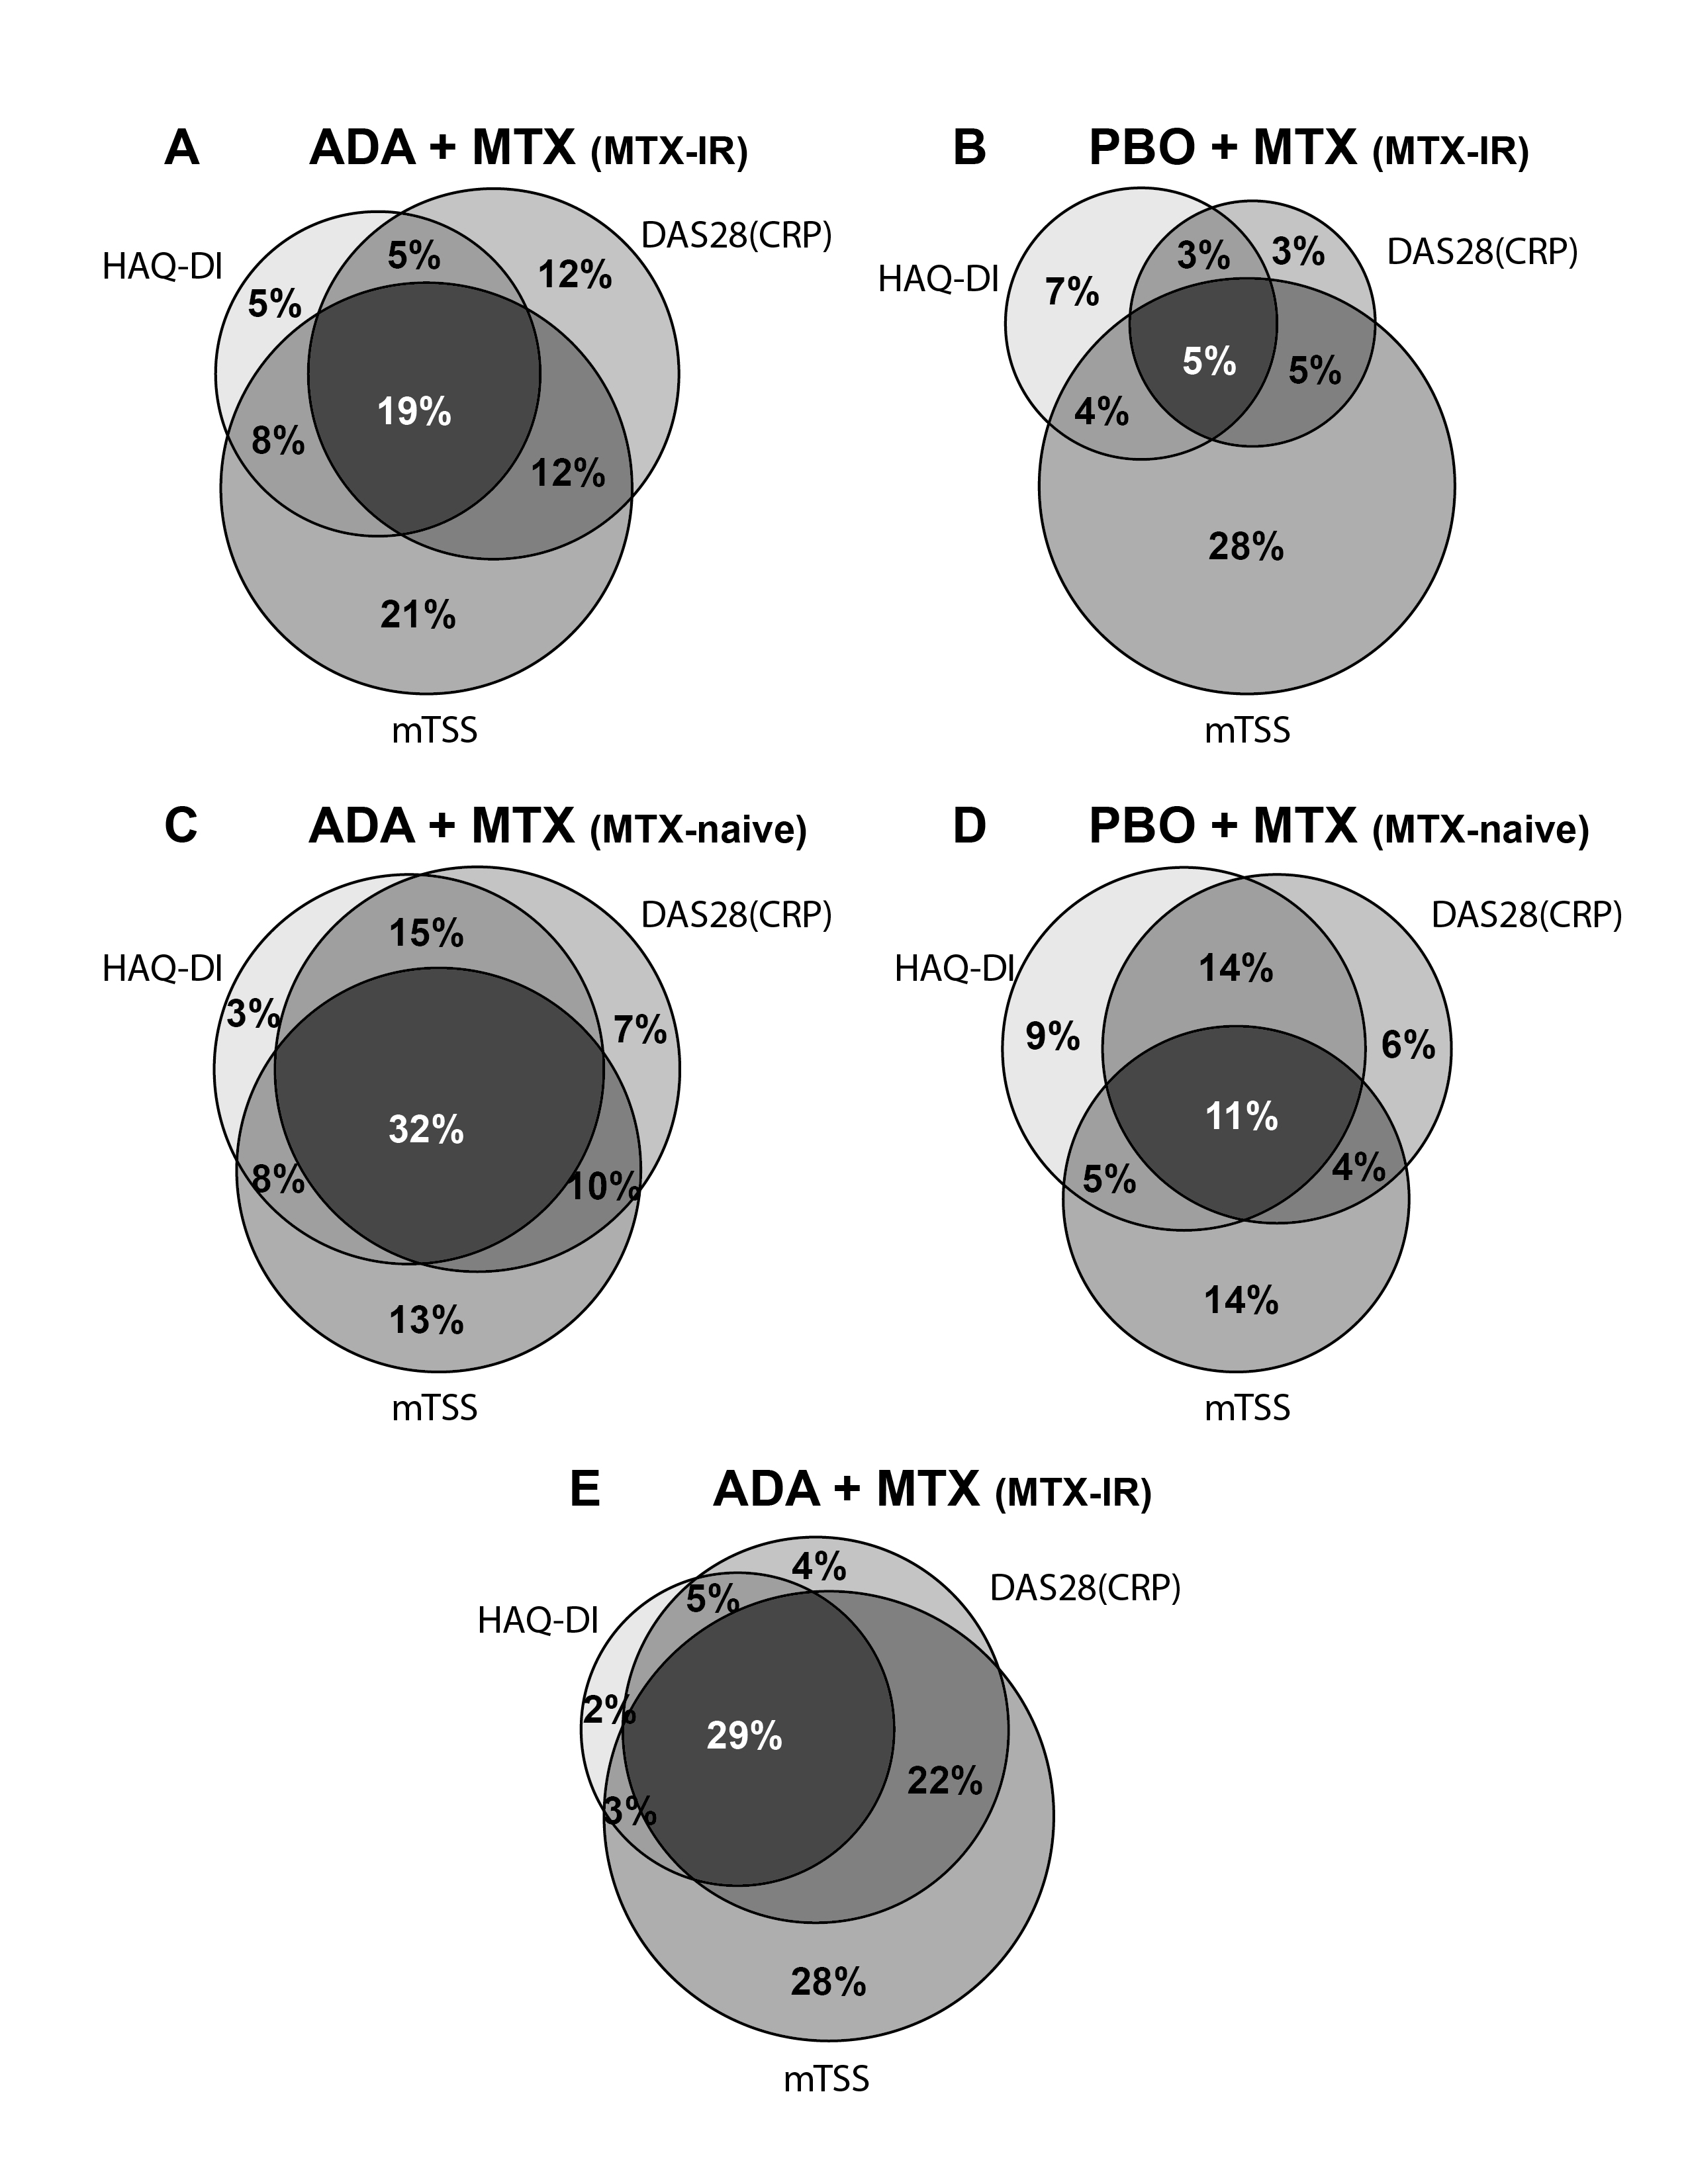 A ADA + MTX (MTX-IR)
B PBO + MTX (MTX-IR)
HAQ-DI
DAS28(CRP)
5%
12%
5%
19%
8%
12%
21%
mTSS
HAQ-DI
DAS28(CRP)
3%
3%
7%
5%
5%
4%
28%
mTSS
C ADA + MTX (MTX-naive)
D PBO + MTX (MTX-naive)
HAQ-DI
DAS28(CRP)
15%
3%
7%
32%
8%
10%
13%
mTSS
HAQ-DI
DAS28(CRP)
14%
9%
6%
11%
5%
4%
14%
mTSS
E ADA + MTX (MTX-IR)
HAQ-DI
DAS28(CRP)
4%
5%
2%
29%
22%
3%
28%
mTSS